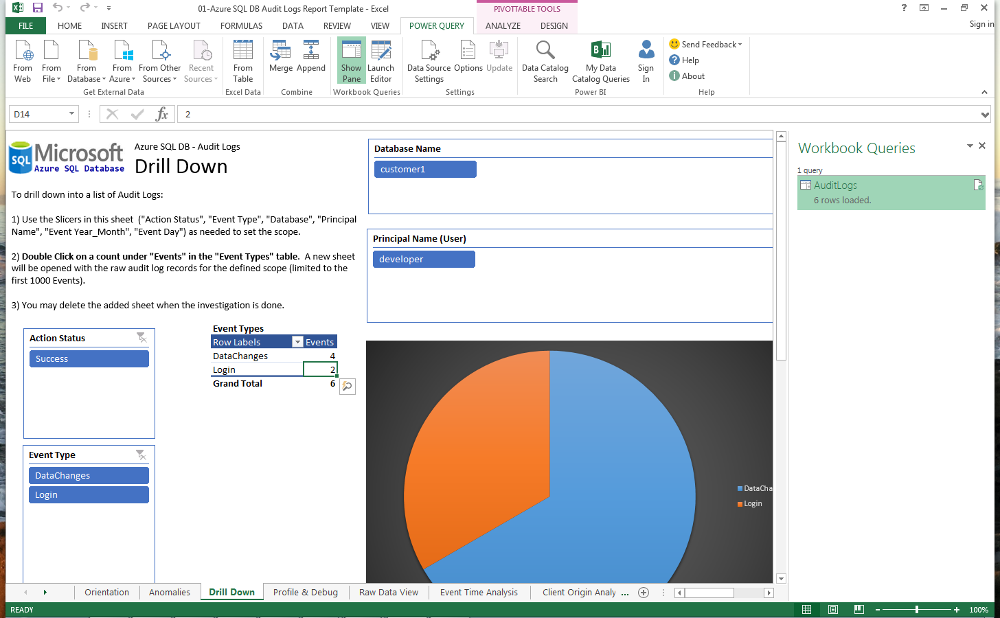 01-Azure SQL DB Audit Logs Report Template - Excel
PIVOTTABLE TOOLS
?
FILE HOME INSERT PAGE LAYOUT FORMULAS DATA REVIEW VIEW POWER QUERY ANALYZE DESIGN Sign in
From Web
From File
From Database
From Azure
From Other Sources
Recent Sources
From Table
Merge
Append
Show Pane
Launch Editor
Data Source Settings
Options
Update
Data Catalog Search
My Data Catalog Queries
Sign In
Send Feedback
Help
About
Get External Data Excel Data Combine Workbook Queries Settings Power BI Help
D14 fx 2
SQL Microsoft
Azure SQL Database
Azure SQL DB - Audit Logs
Drill Down
To drill down into a list of Audit Logs:
1) Use the Slicers in this sheet ("Action Status", "Event Type", "Database", "Principal
Name", "Event Year_Month", "Event Day") as needed to set the scope.
2) Double Click on a count under "Events" in the "Event Types" table. A new sheet
will be opened with the raw audit log records for the defined scope (limited to the
first 1000 Events).
3) You may delete the added sheet when the investigation is done.
Database Name
customer1
Principal Name (User)
developer
Action Status
Success
Event Type
DataChanges
Login
Event Types
Row Labels Events
DataChanges 4
Login 2
Grand Total 6
DataCha
Login
Workbook Queries
1 query
AuditLogs
6 rows loaded.
Orientation Anomalies Drill Down Profile & Debug Raw Data View Event Time Analysis Client Origin Analy ...
READY
100%